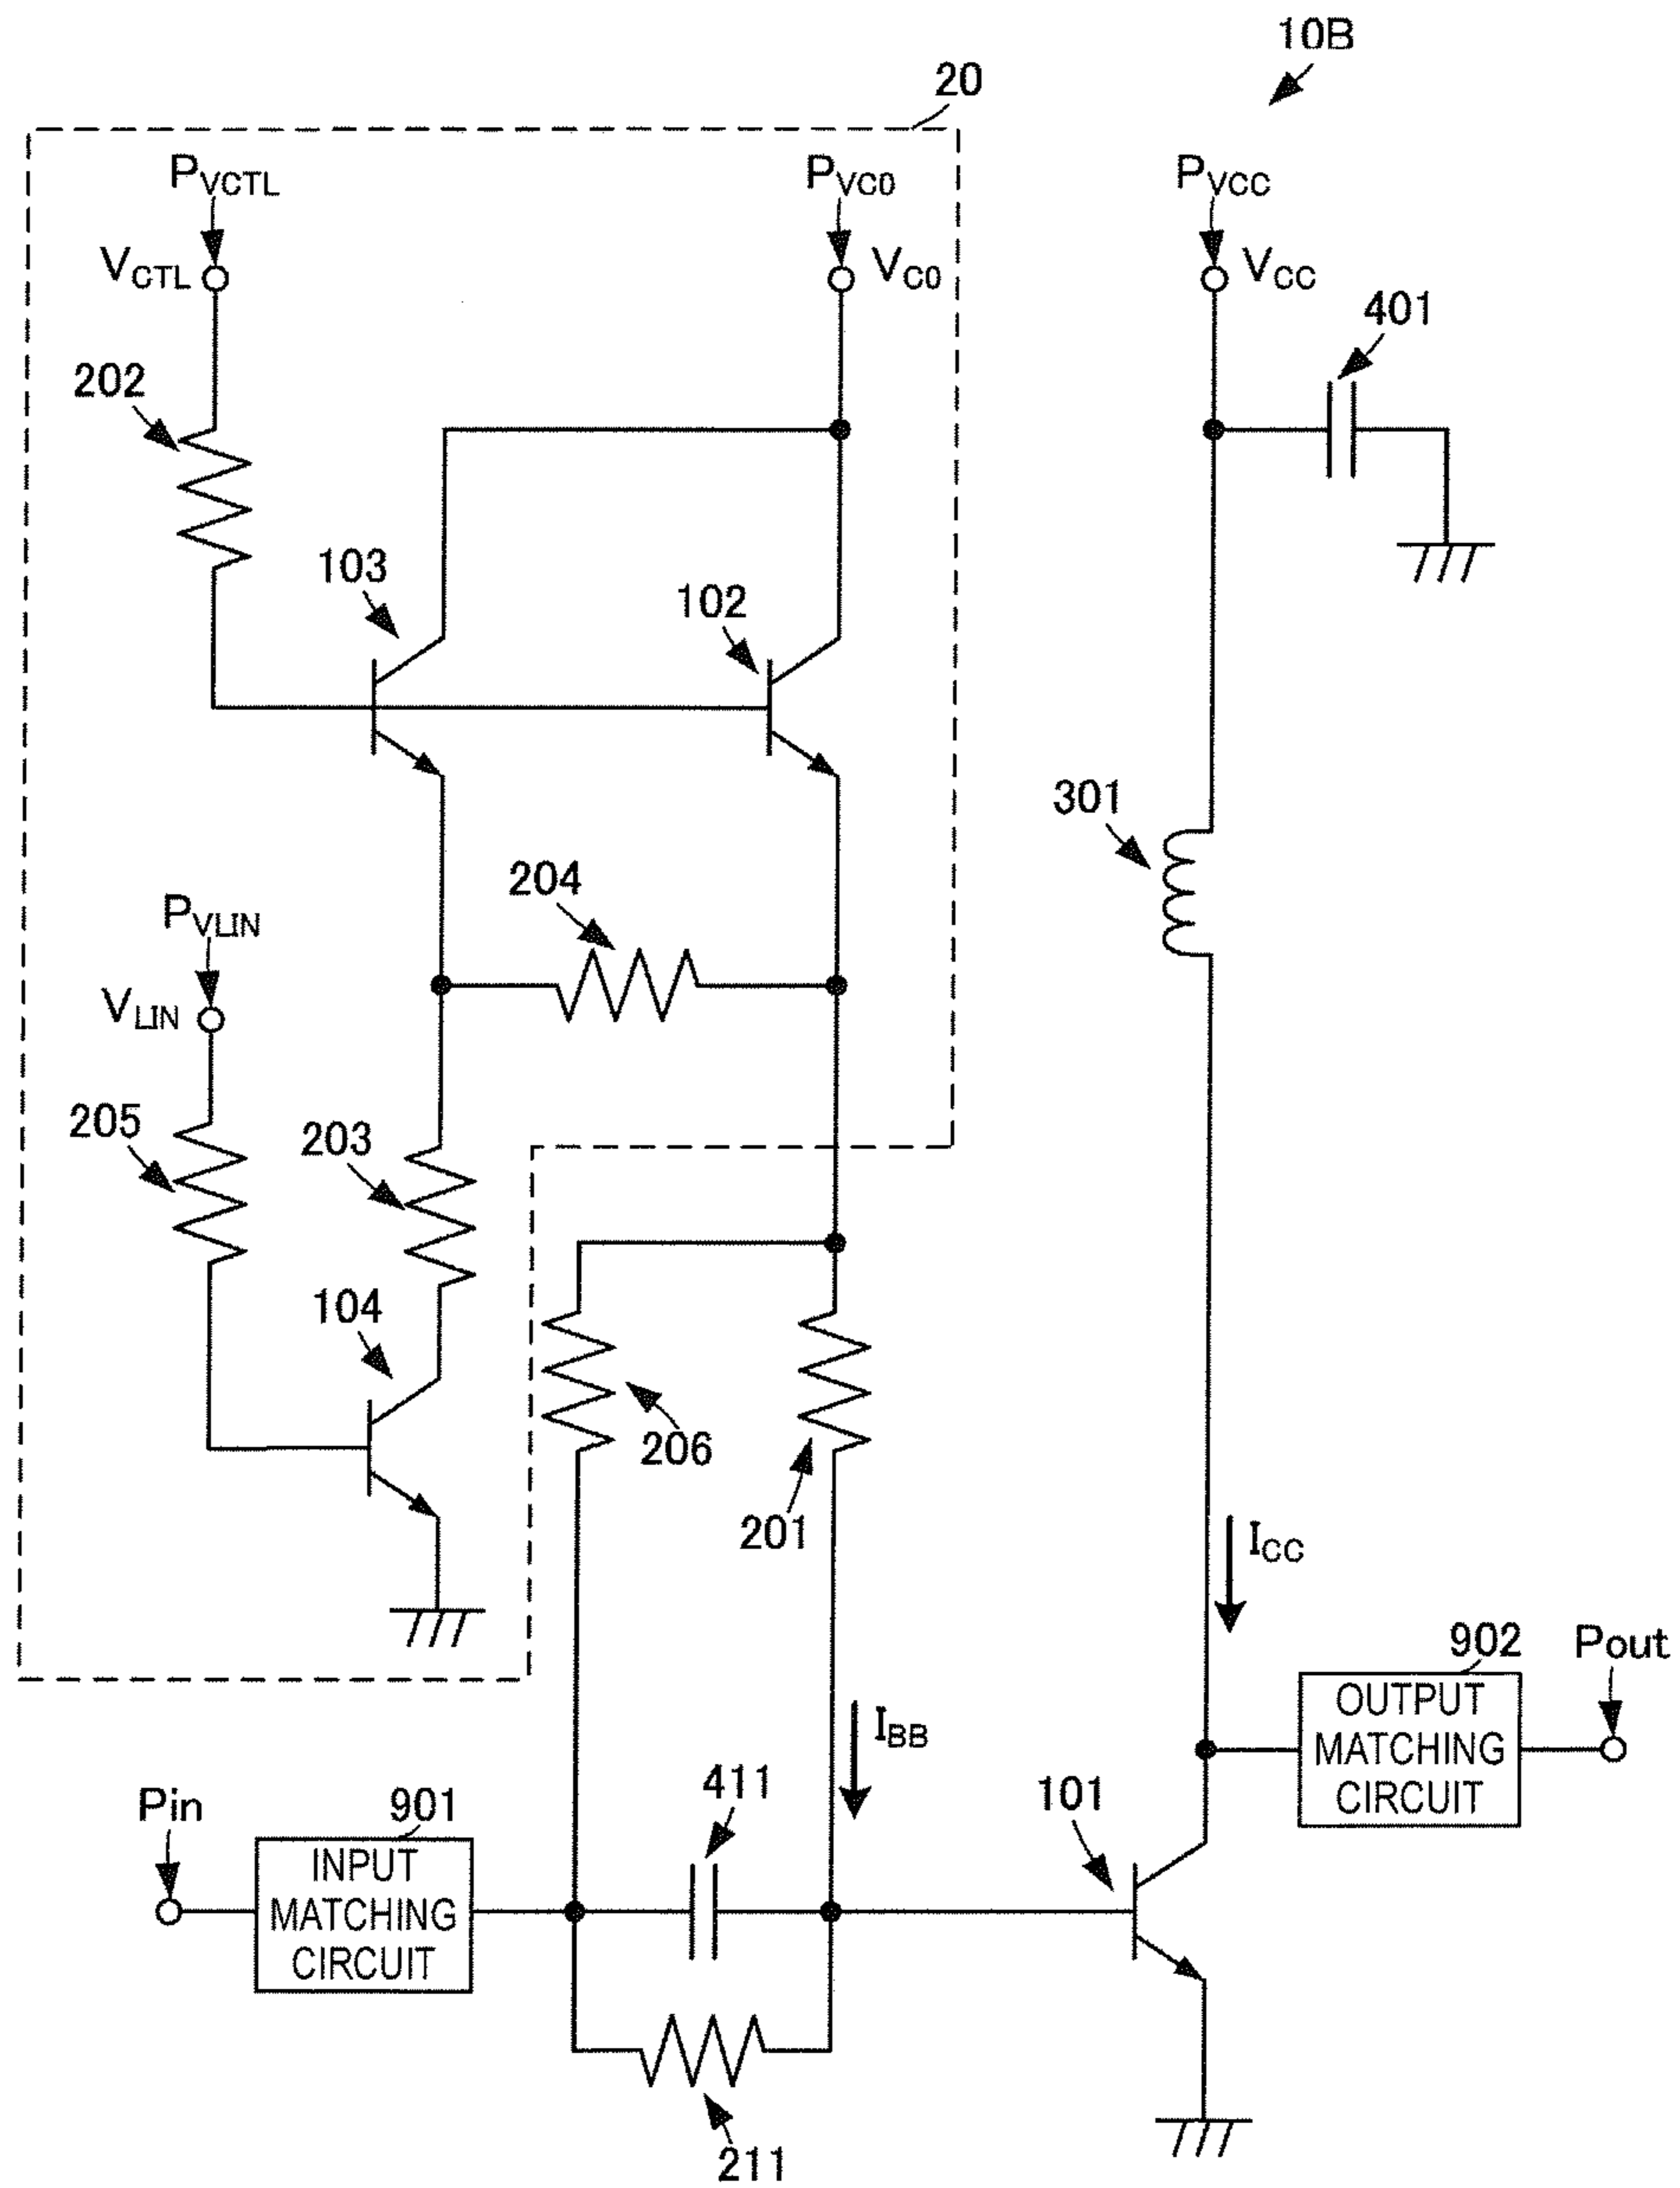 10B
20
PVCTL
PVC0
PVCC
VCTL
VC0
VCC
401
202
103
102
301
204
PVLIN
VLIN
205
203
104
206
201
ICC
902
Pout
OUTPUT
MATCHING
CIRCUIT
IBB
411
101
Pin
901
INPUT
MATCHING
CIRCUIT
211